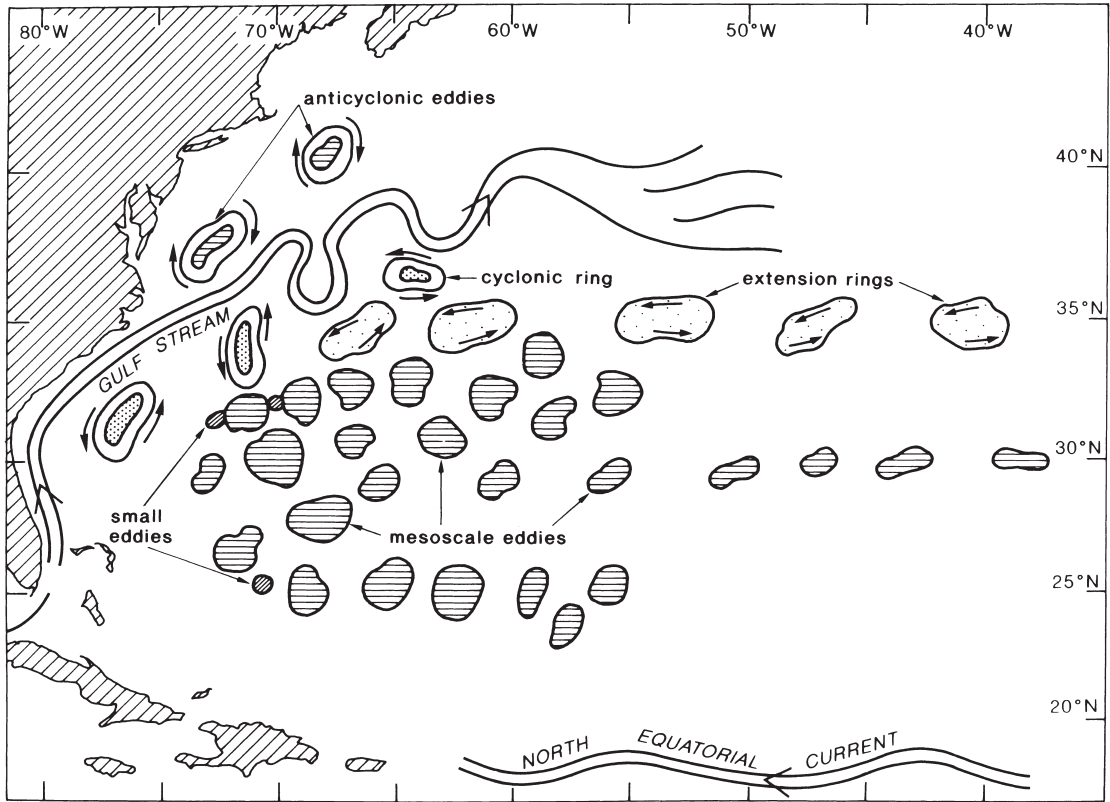 80°W 70°W 60°W 50°W 40°W
anticyclonic eddies
40°N
cyclonic ring
extension rings
35°N
GULF STREAM
30°N
small
eddies
mesoscale eddies
25°N
20°N
NORTH EQUATORIAL CURRENT